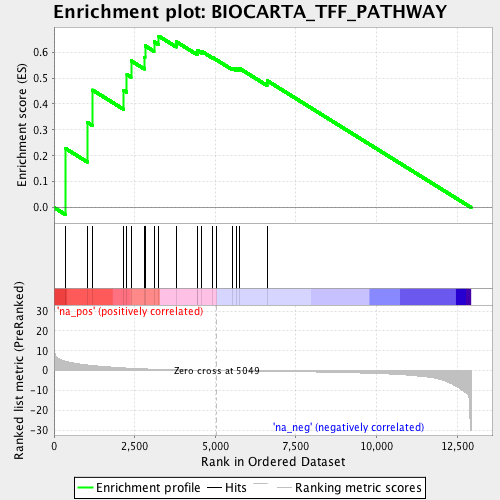 Enrichment plot: BIOCARTA_TFF_PATHWAY
Enrichment score (ES)
0.6
0.5
0.4
0.3
0.2
0.1
0.0
'na_pos' (positively correlated)
Ranked list metric (PreRanked)
30
20
10
0
-10
-20
-30
Zero cross at 5049
'na_neg' (negatively correlated)
0
2,500
5,000
7,500
10,000
12,500
Rank in Ordered Dataset
Enrichment profile
Hits
Ranking metric scores